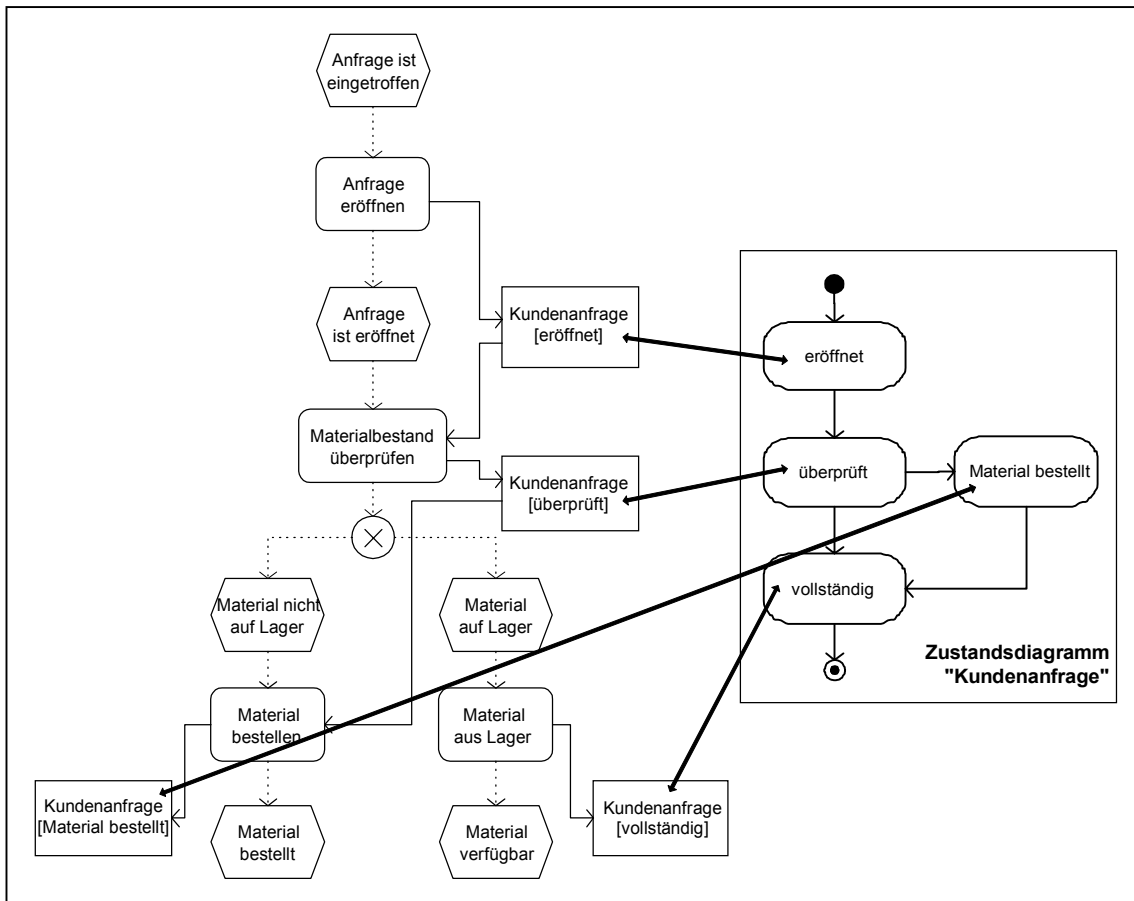 Anfrage ist
eingetroffen
Anfrage
eröffnen
Anfrage
ist eröffnet
Kundenanfrage
[eröffnet]
eröffnet
Materialbestand
überprüfen
Kundenanfrage
[überprüft]
überprüft
Material bestellt
Material nicht
auf Lager
Material
auf Lager
vollständig
Zustandsdiagramm
"Kundenanfrage"
Material
bestellen
Material
aus Lager
Kundenanfrage
[Material bestellt]
Material
bestellt
Material
verfügbar
Kundenanfrage
[vollständig]